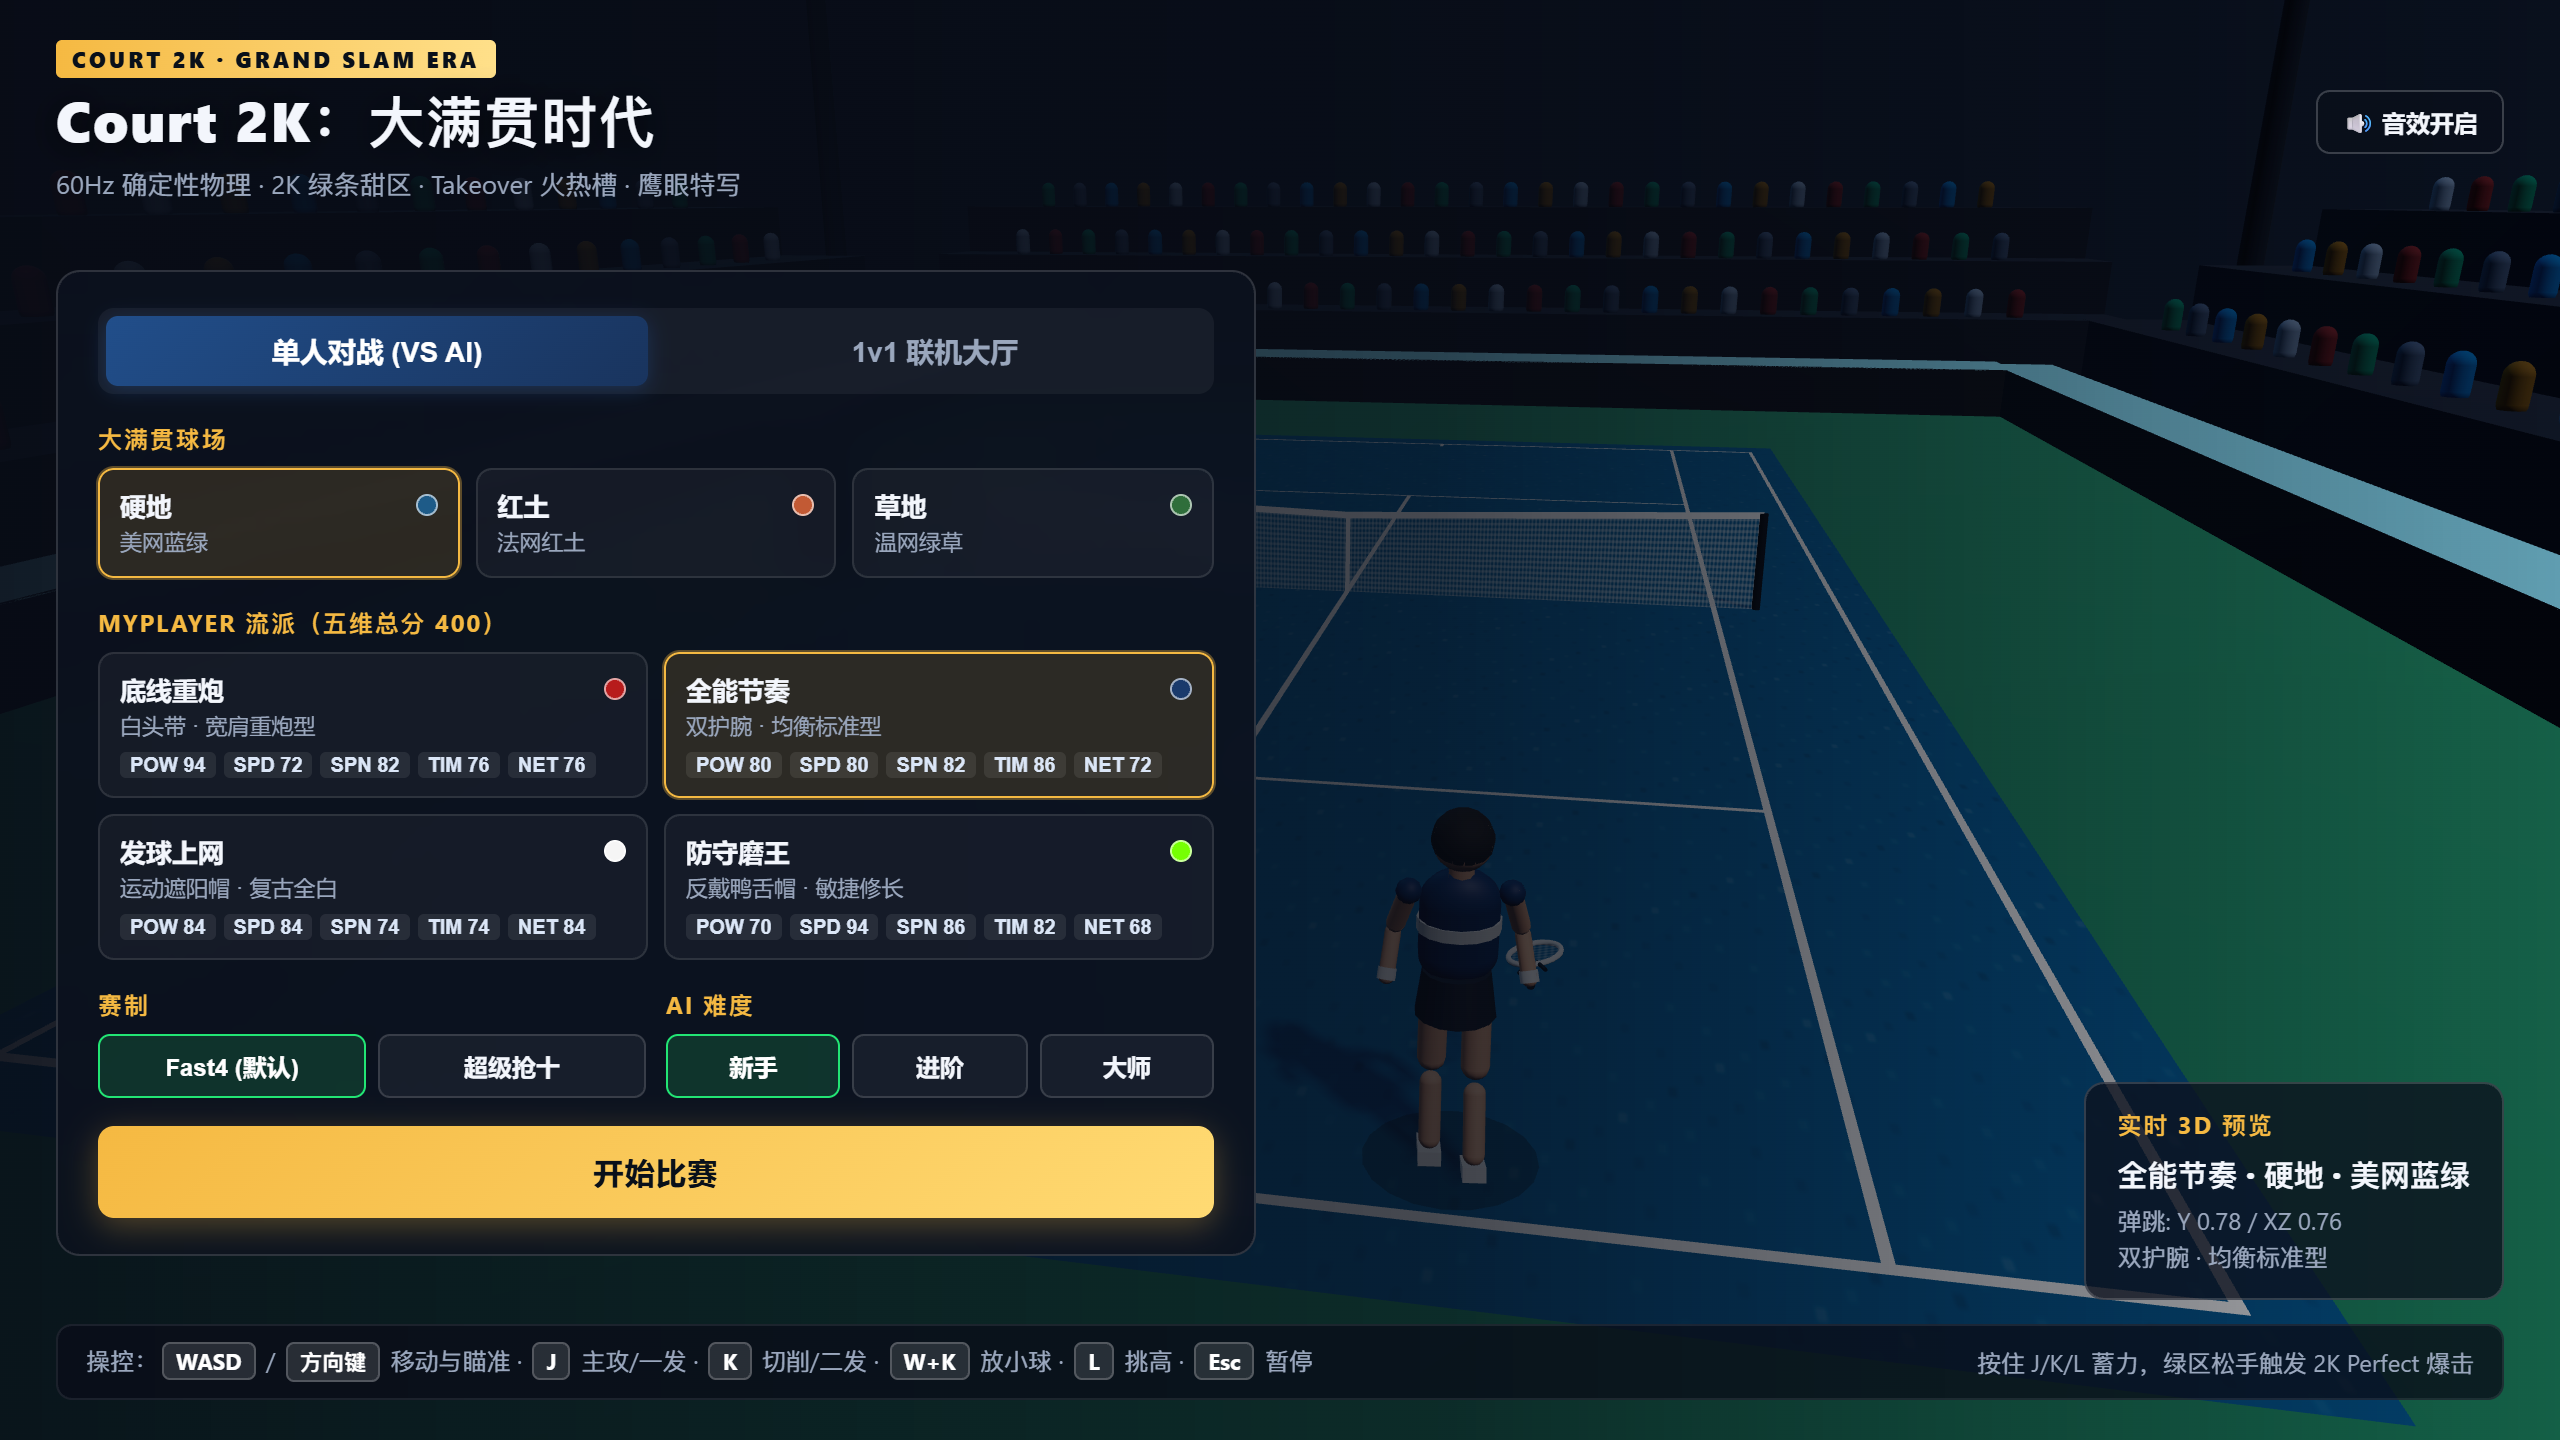 COURT 2K · GRAND SLAM ERA
Court 2K：大满贯时代
60Hz 确定性物理 · 2K 绿条甜区 · Takeover 火热槽 · 鹰眼特写
音效开启
单人对战 (VS AI)
1v1 联机大厅
大满贯球场
硬地
美网蓝绿
红土
法网红土
草地
温网绿草
MYPLAYER 流派（五维总分 400）
底线重炮
白头带 · 宽肩重炮型
POW 94 SPD 72 SPN 82 TIM 76 NET 76
全能节奏
双护腕 · 均衡标准型
POW 80 SPD 80 SPN 82 TIM 86 NET 72
发球上网
运动遮阳帽 · 复古全白
POW 84 SPD 84 SPN 74 TIM 74 NET 84
防守磨王
反戴鸭舌帽 · 敏捷修长
POW 70 SPD 94 SPN 86 TIM 82 NET 68
赛制
Fast4 (默认)
超级抢十
AI 难度
新手
进阶
大师
开始比赛
实时 3D 预览
全能节奏 · 硬地 · 美网蓝绿
弹跳: Y 0.78 / XZ 0.76
双护腕 · 均衡标准型
操控： WASD / 方向键 移动与瞄准 · J 主攻/一发 · K 切削/二发 · W+K 放小球 · L 挑高 · Esc 暂停
按住 J/K/L 蓄力，绿区松手触发 2K Perfect 爆击